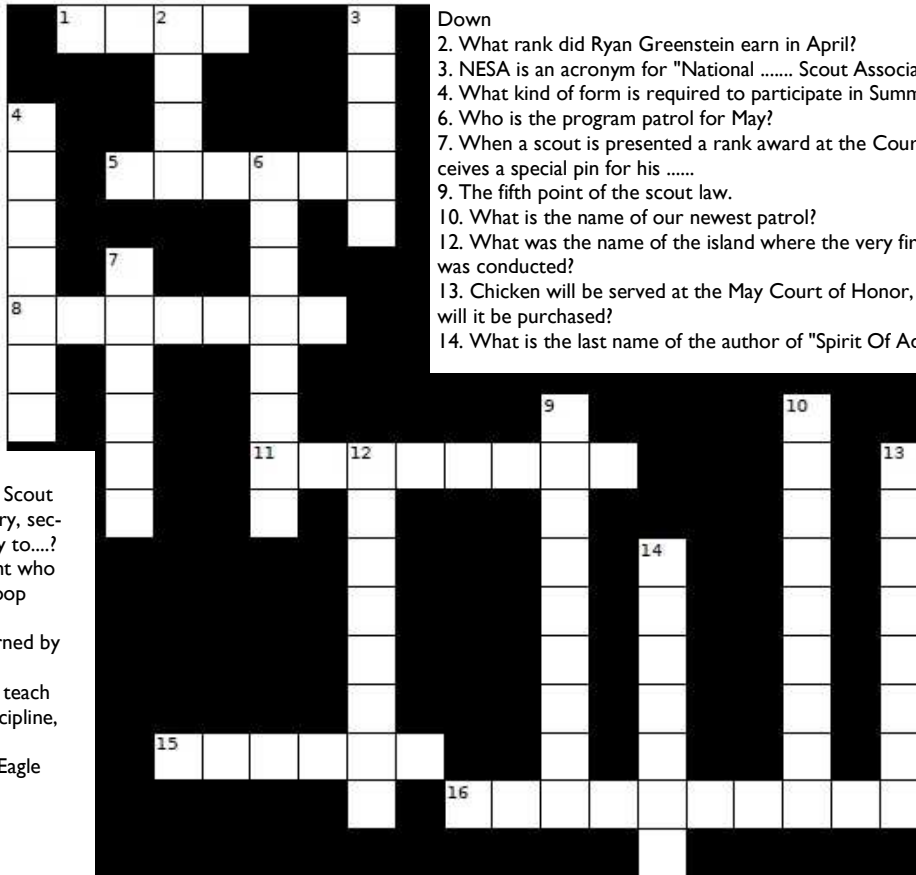 Down
2. What rank did Ryan Greenstein earn in April?
3. NESA is an acronym for "National ....... Scout Associa
4. What kind of form is required to participate in Summ
6. Who is the program patrol for May?
7. When a scout is presented a rank award at the Cour
ceives a special pin for his ......
9. The fifth point of the scout law.
10. What is the name of our newest patrol?
12. What was the name of the island where the very fir
was conducted?
13. Chicken will be served at the May Court of Honor,
will it be purchased?
14. What is the last name of the author of "Spirit Of Ad
1
2
3
4
5
6
7
8
9
10
11
12
13
14
15
16
Scout
ry, sec-
y to....?
nt who
oop
rned by
teach
cipline,
Eagle